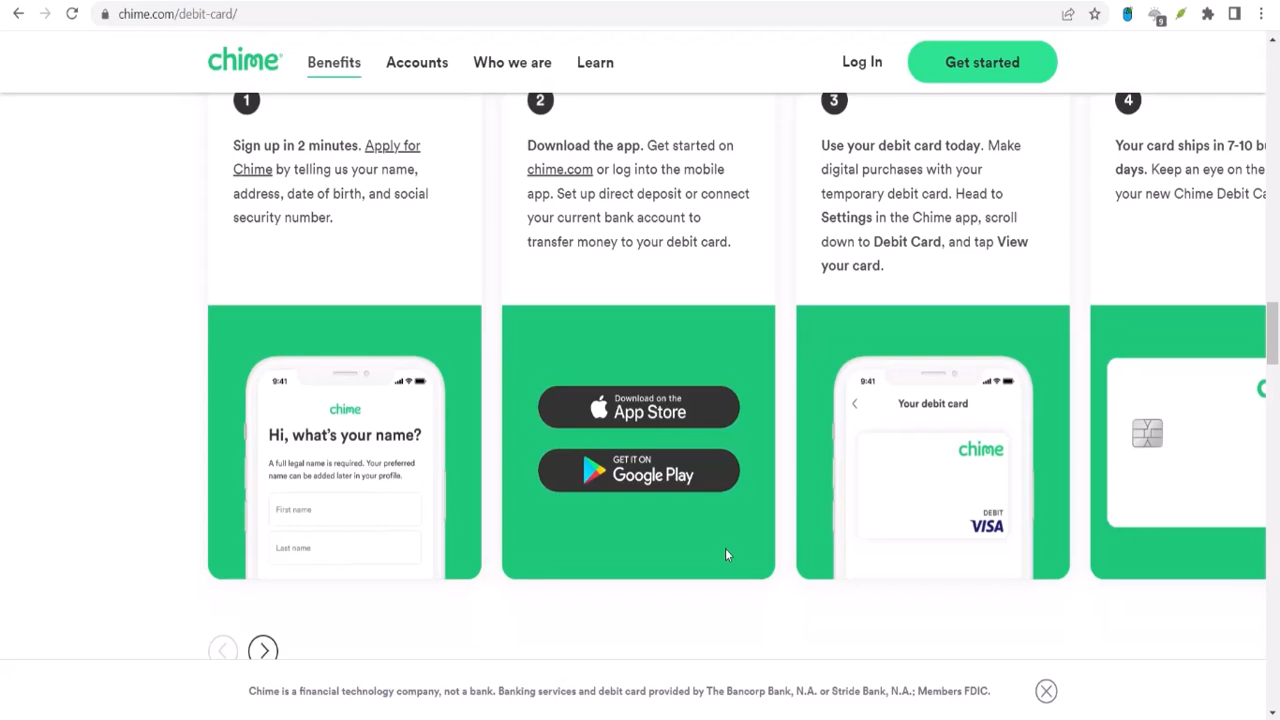 chime.com/debit-card/
9
chime
Benefits
Accounts
Who we are
Learn
Log In
Get started
1
Sign up in 2 minutes. Apply for
Chime by telling us your name,
address, date of birth, and social
security number.
2
Download the app. Get started on
chime.com or log into the mobile
app. Set up direct deposit or connect
your current bank account to
transfer money to your debit card.
3
Use your debit card today. Make
digital purchases with your
temporary debit card. Head to
Settings in the Chime app, scroll
down to Debit Card, and tap View
your card.
4
Your card ships in 7-10
days. Keep an eye on the
your new Chime Debit
9:41
chime
Hi, what's your name?
A full legal name is required. Your preferred
name can be added later in your profile.
First name
Last name
Download on the
App Store
GET IT ON
Google Play
9:41
Your debit card
chime
DEBIT
VISA
Chime is a financial technology company, not a bank. Banking services and debit card provided by The Bancorp Bank, N.A. or Stride Bank, N.A.; Members FDIC.